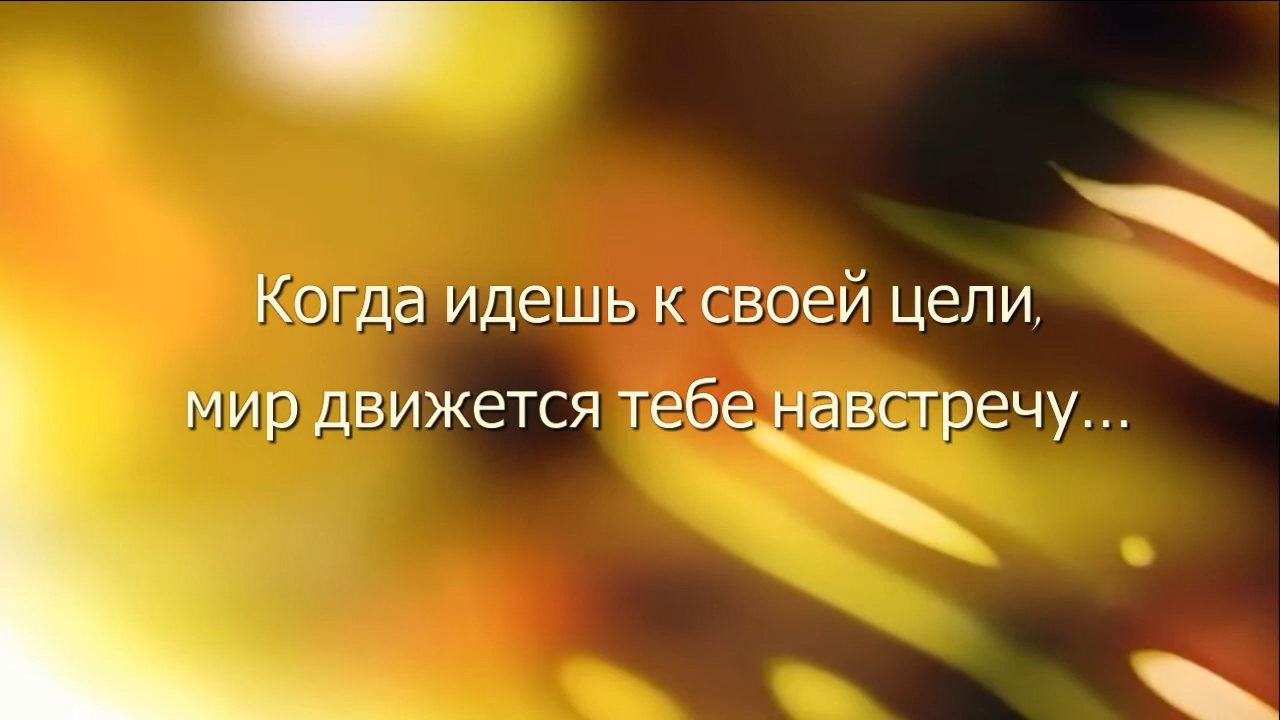 Когда идешь к своей цели,
мир движется тебе навстречу...